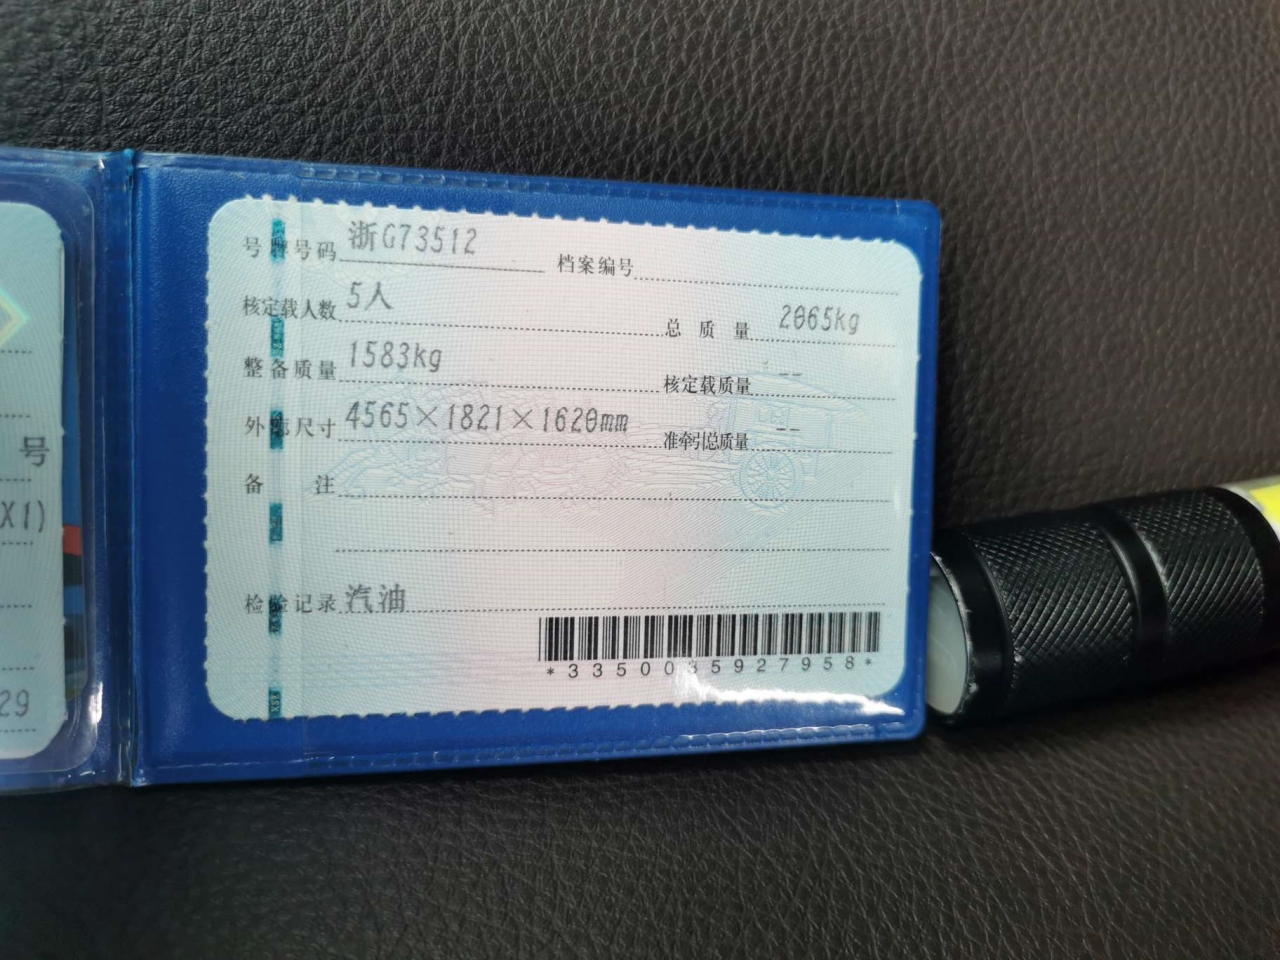 号牌号码 浙G73512 档案编号
核定载人数 5人 总质量 2065kg
整备质量 1583kg 核定载质量 --
外廓尺寸 4565×1821×1620mm 准牵引总质量 --
备注
检验记录 汽油
*3350035927958*
号
X1)
29